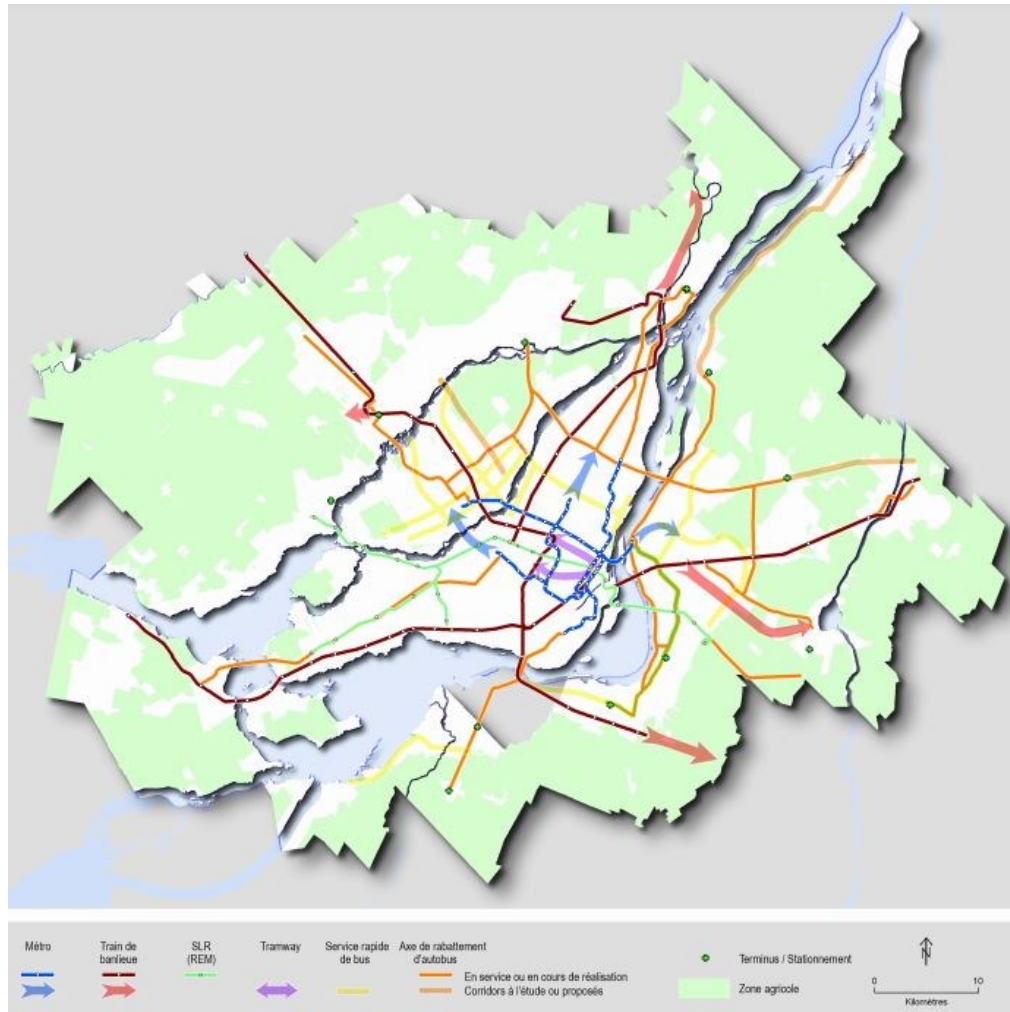 Métro
Train de
banlieue
SLR
(REM)
Tramway
Service rapide
de bus
Axe de rabattement
d'autobus
En service ou en cours de réalisation
Corridors à l'étude ou proposés
Terminus / Stationnement
Zone agricole
N
0 10
Kilomètres